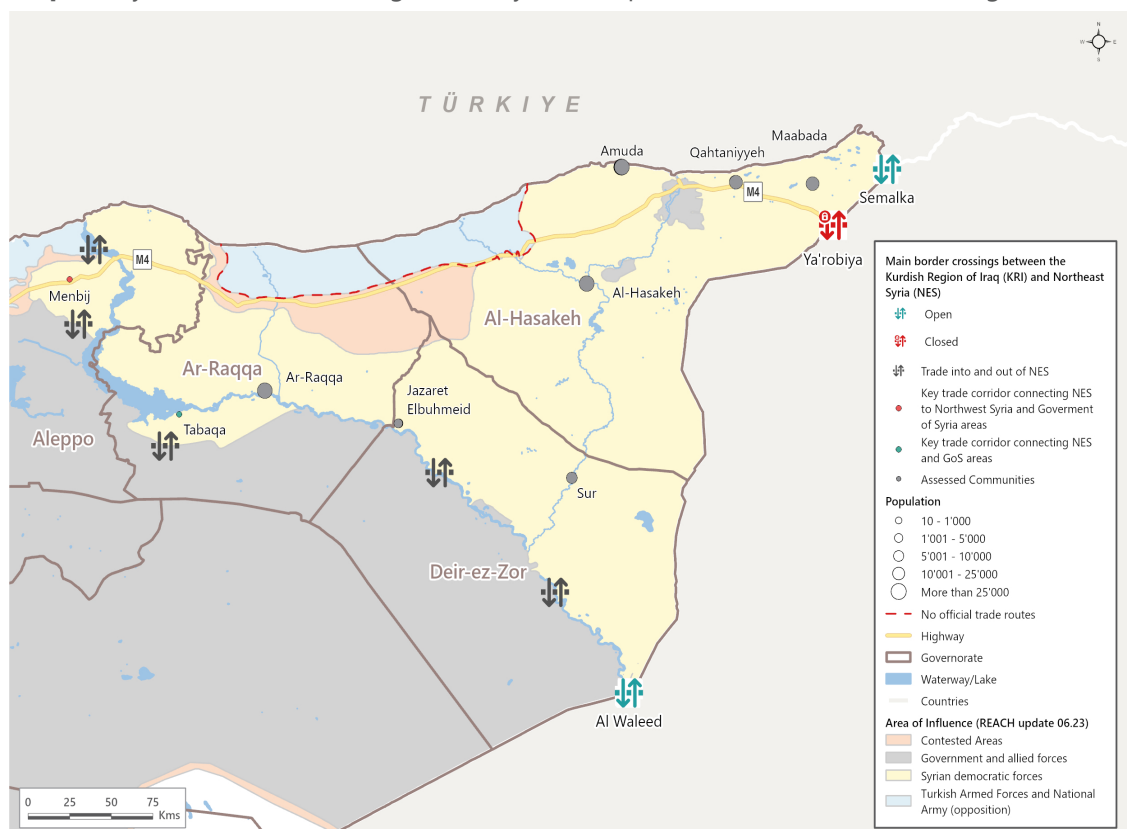 N
W
E
S
TÜRKIYE
Maabada
Amuda
Qahtaniyyeh
M4
Semalka
Ya'robiya
M4
Menbij
Al-Hasakeh
Al-Hasakeh
Ar-Raqqa
Ar-Raqqa
Jazaret
Elbuhmeid
Aleppo
Tabaqa
Sur
Deir-ez-Zor
Al Waleed
0 25 50 75
Kms
Main border crossings between the
Kurdish Region of Iraq (KRI) and Northeast
Syria (NES)
Open
Closed
Trade into and out of NES
Key trade corridor connecting NES
to Northwest Syria and Goverment
of Syria areas
Key trade corridor connecting NES
and GoS areas
Assessed Communities
Population
10 - 1'000
1'001 - 5'000
5'001 - 10'000
10'001 - 25'000
More than 25'000
No official trade routes
Highway
Governorate
Waterway/Lake
Countries
Area of Influence (REACH update 06.23)
Contested Areas
Government and allied forces
Syrian democratic forces
Turkish Armed Forces and National
Army (opposition)